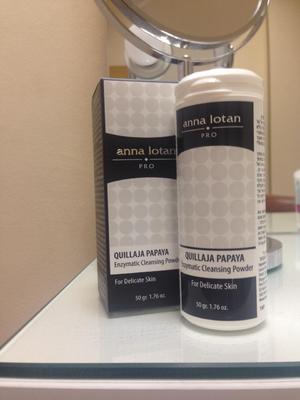 anna lotan
PRO
QUILLAJA PAPAYA
Enzymatic Cleansing Powder
For Delicate Skin
50 gr. 1.76 oz.
anna lotan
PRO
QUILLAJA PAPAYA
Enzymatic Cleansing Powder
For Delicate Skin
50 gr. 1.76 oz.